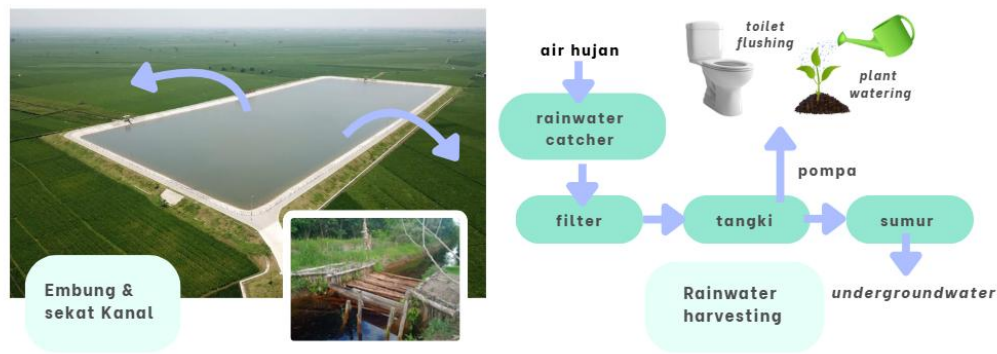 Embung &
sekat Kanal
air hujan
rainwater
catcher
filter
tangki
sumur
pompa
toilet
flushing
plant
watering
undergroundwater
Rainwater
harvesting